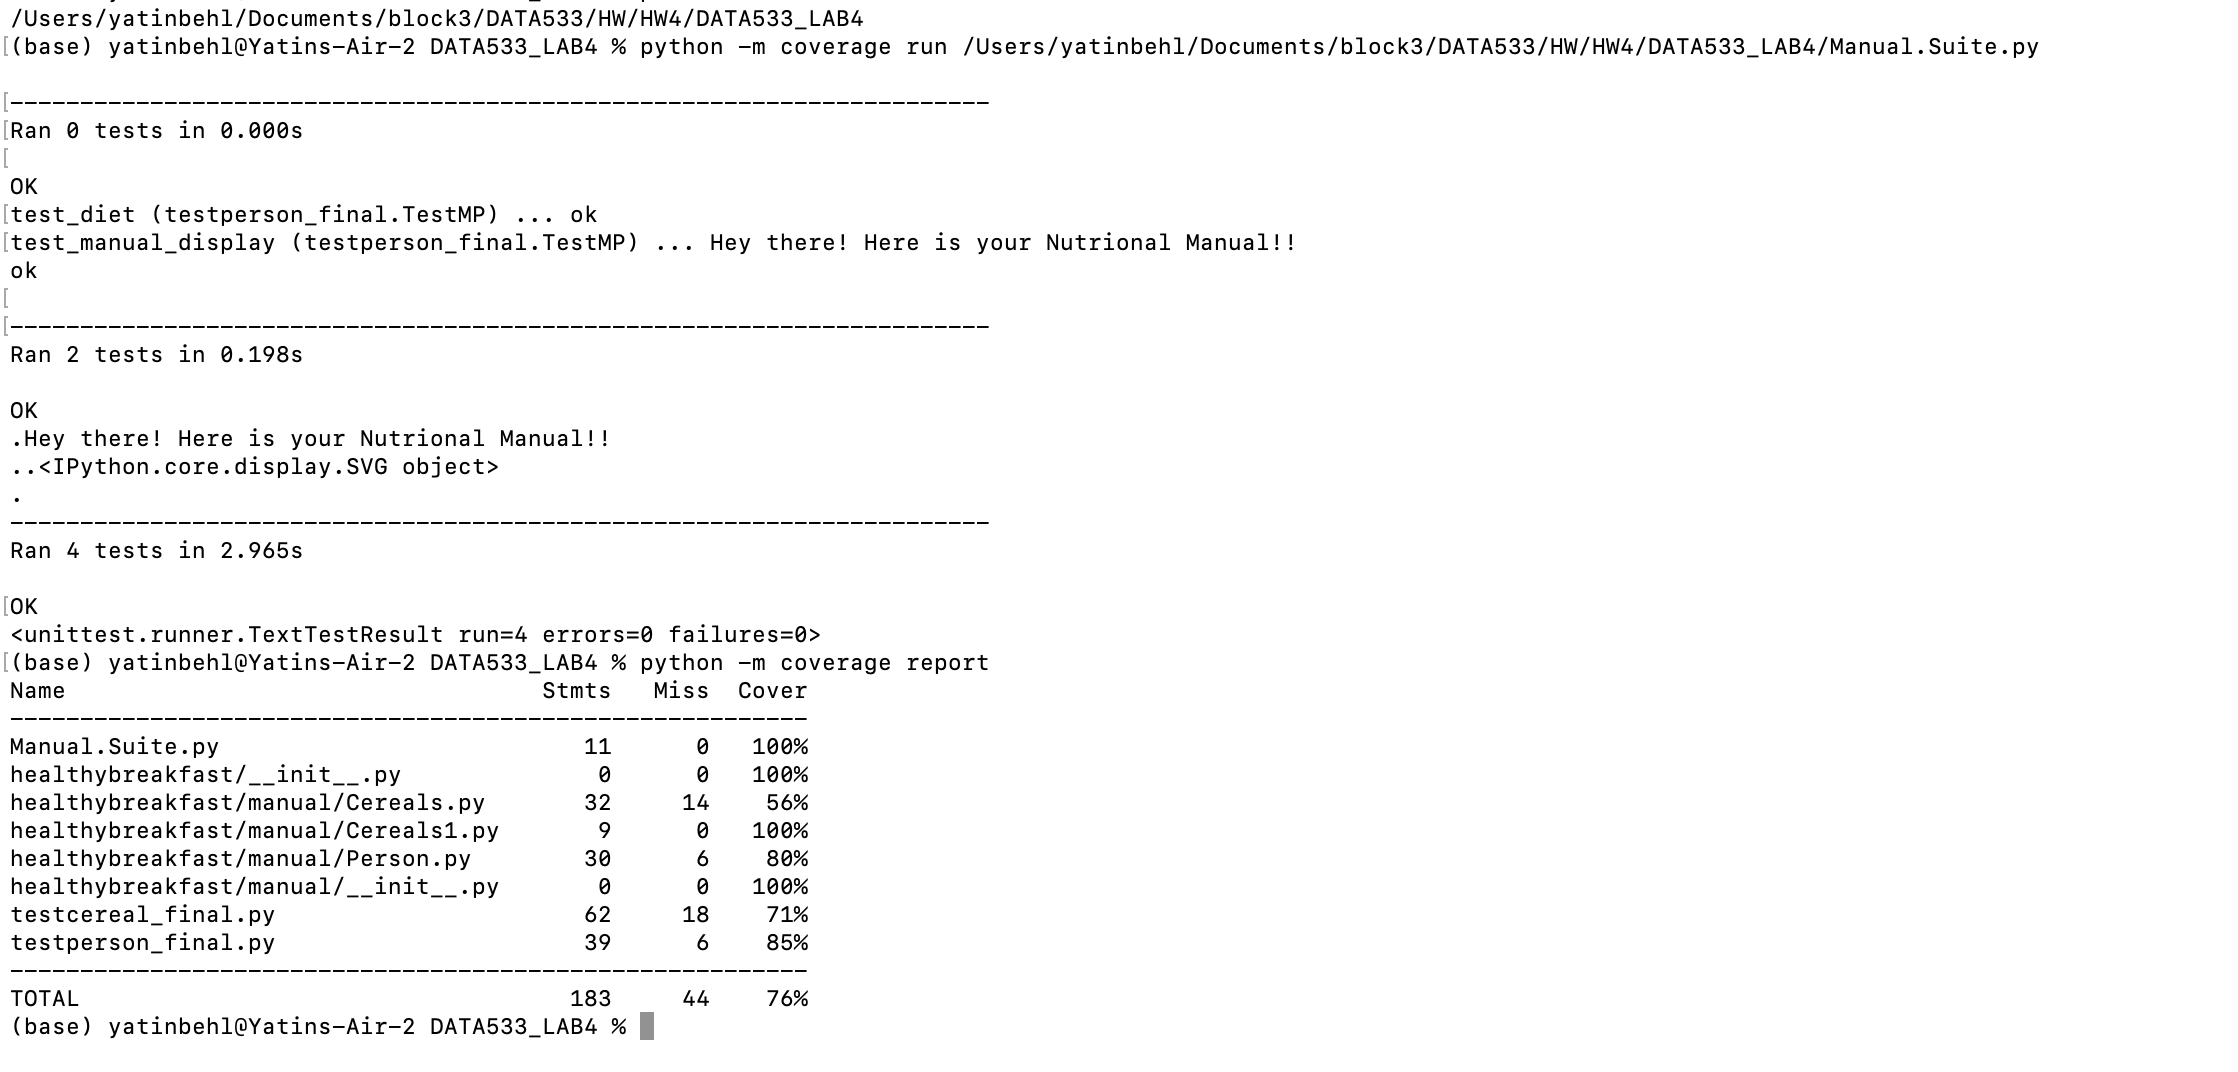 /Users/yatinbehl/Documents/block3/DATA533/HW/HW4/DATA533_LAB4
(base) yatinbehl@Yatins-Air-2 DATA533_LAB4 % python -m coverage run /Users/yatinbehl/Documents/block3/DATA533/HW/HW4/DATA533_LAB4/Manual.Suite.py
----------------------------------------------------------------------
Ran 0 tests in 0.000s
OK
test_diet (testperson_final.TestMP) ... ok
test_manual_display (testperson_final.TestMP) ... Hey there! Here is your Nutrional Manual!!
ok
----------------------------------------------------------------------
Ran 2 tests in 0.198s
OK
.Hey there! Here is your Nutrional Manual!!
..<IPython.core.display.SVG object>
.
----------------------------------------------------------------------
Ran 4 tests in 2.965s
OK
<unittest.runner.TextTestResult run=4 errors=0 failures=0>
(base) yatinbehl@Yatins-Air-2 DATA533_LAB4 % python -m coverage report
Name                                  Stmts   Miss  Cover
---------------------------------------------------------
Manual.Suite.py                          11      0   100%
healthybreakfast/__init__.py              0      0   100%
healthybreakfast/manual/Cereals.py       32     14    56%
healthybreakfast/manual/Cereals1.py       9      0   100%
healthybreakfast/manual/Person.py        30      6    80%
healthybreakfast/manual/__init__.py       0      0   100%
testcereal_final.py                      62     18    71%
testperson_final.py                      39      6    85%
---------------------------------------------------------
TOTAL                                   183     44    76%
(base) yatinbehl@Yatins-Air-2 DATA533_LAB4 %